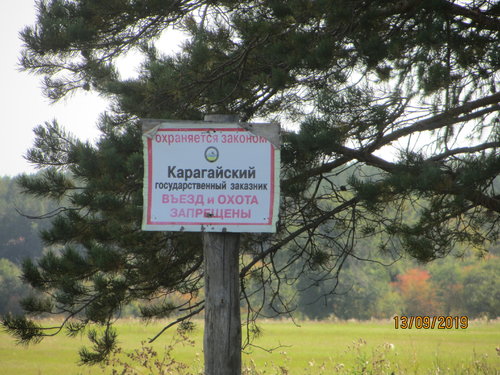 охраняется законом
Карагайский
государственный заказник
ВЪЕЗД И ОХОТА
ЗАПРЕЩЕНЫ
13/09/2019